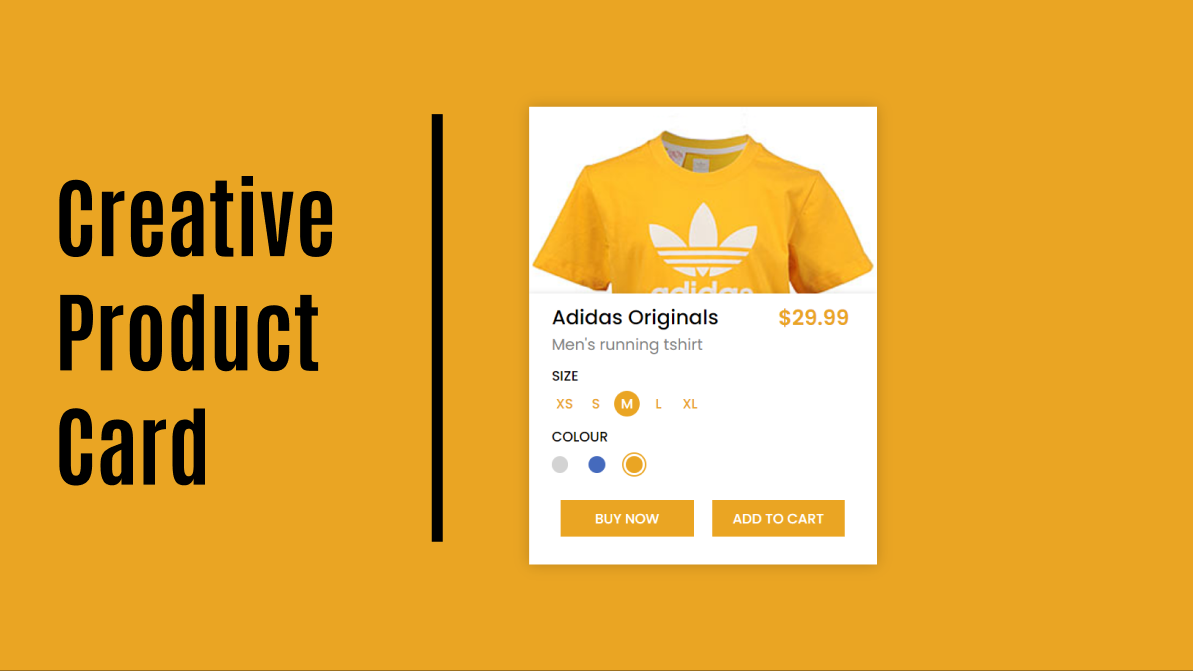 Creative
Product
Card
adidas
Adidas Originals
$29.99
Men's running tshirt
SIZE
XS S M L XL
COLOUR
BUY NOW
ADD TO CART